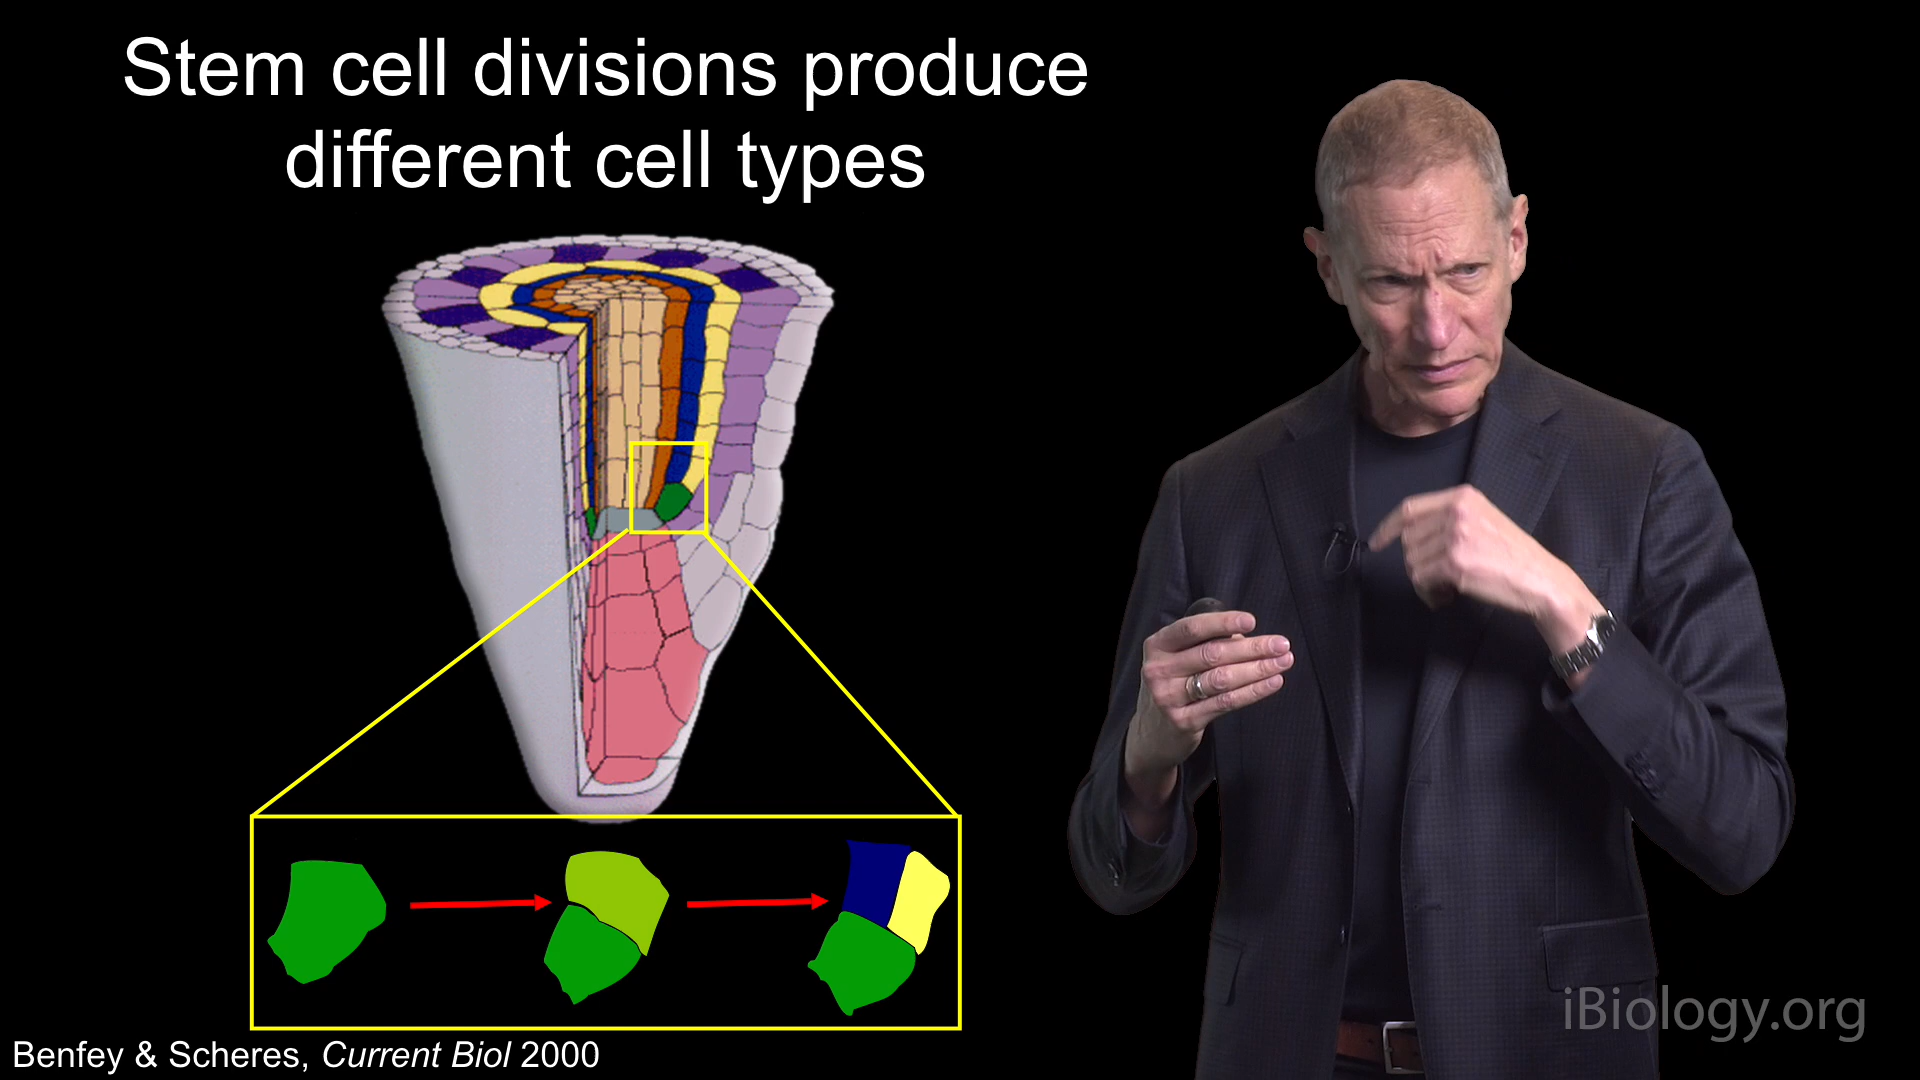 Stem cell divisions produce
different cell types
Benfey & Scheres, Current Biol 2000
iBiology.org